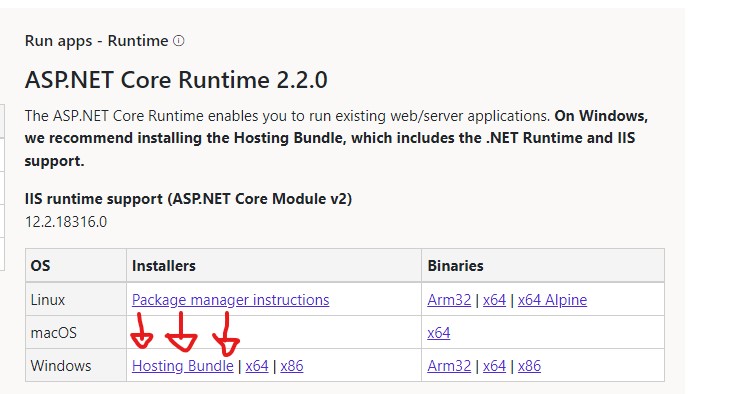 Run apps - Runtime ⓘ
ASP.NET Core Runtime 2.2.0
The ASP.NET Core Runtime enables you to run existing web/server applications. On Windows,
we recommend installing the Hosting Bundle, which includes the .NET Runtime and IIS
support.
IIS runtime support (ASP.NET Core Module v2)
12.2.18316.0
OS Installers Binaries
Linux Package manager instructions Arm32 | x64 | x64 Alpine
macOS x64
Windows Hosting Bundle | x64 | x86 Arm32 | x64 | x86